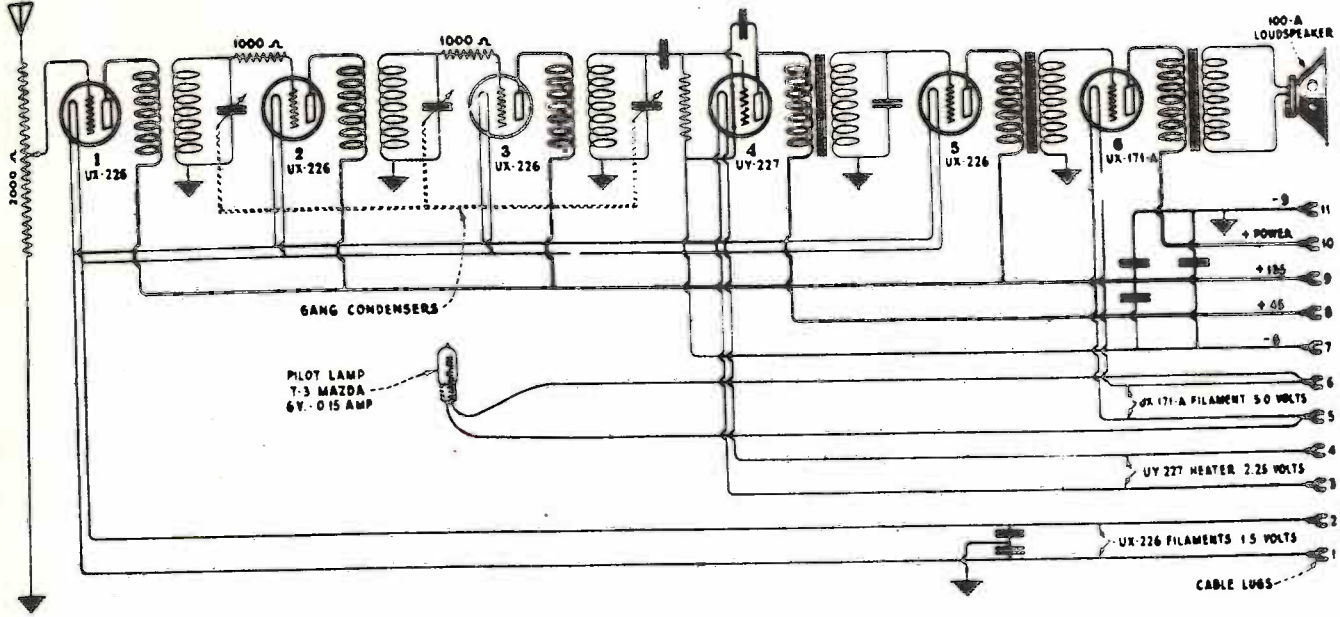 100-A
LOUDSPEAKER
1000 Ω
1000 Ω
2000 Ω
1
UX-226
2
UX-226
3
UX-226
4
UY-227
5
UX-226
6
UX-171-A
-9
11
+ POWER
10
+135
9
+45
8
7
GANG CONDENSERS
PILOT LAMP
T-3 MAZDA
6V.-0.15 AMP
6
UX 171-A FILAMENT 5.0 VOLTS
5
4
UY 227 HEATER 2.25 VOLTS
3
2
UX-226 FILAMENTS 1.5 VOLTS
1
CABLE LUGS